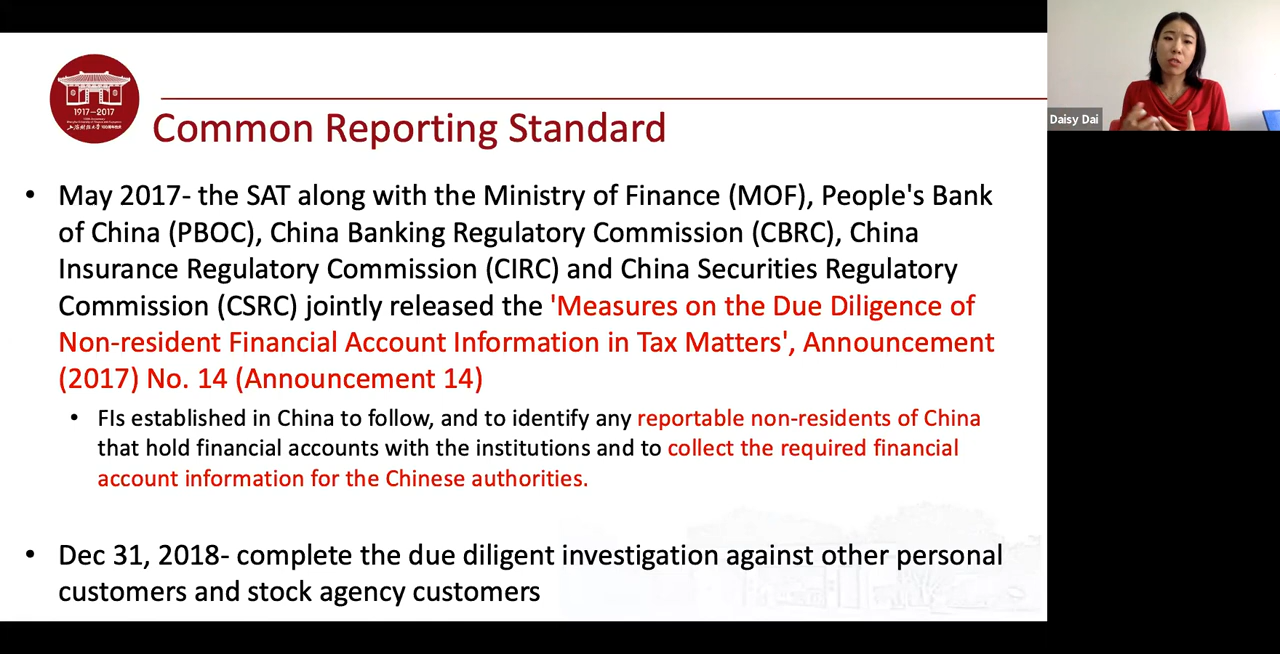 1917-2017
Common Reporting Standard
• May 2017- the SAT along with the Ministry of Finance (MOF), People's Bank
of China (PBOC), China Banking Regulatory Commission (CBRC), China
Insurance Regulatory Commission (CIRC) and China Securities Regulatory
Commission (CSRC) jointly released the 'Measures on the Due Diligence of
Non-resident Financial Account Information in Tax Matters', Announcement
(2017) No. 14 (Announcement 14)
• FIs established in China to follow, and to identify any reportable non-residents of China
that hold financial accounts with the institutions and to collect the required financial
account information for the Chinese authorities.
• Dec 31, 2018- complete the due diligent investigation against other personal
customers and stock agency customers
Daisy Dai